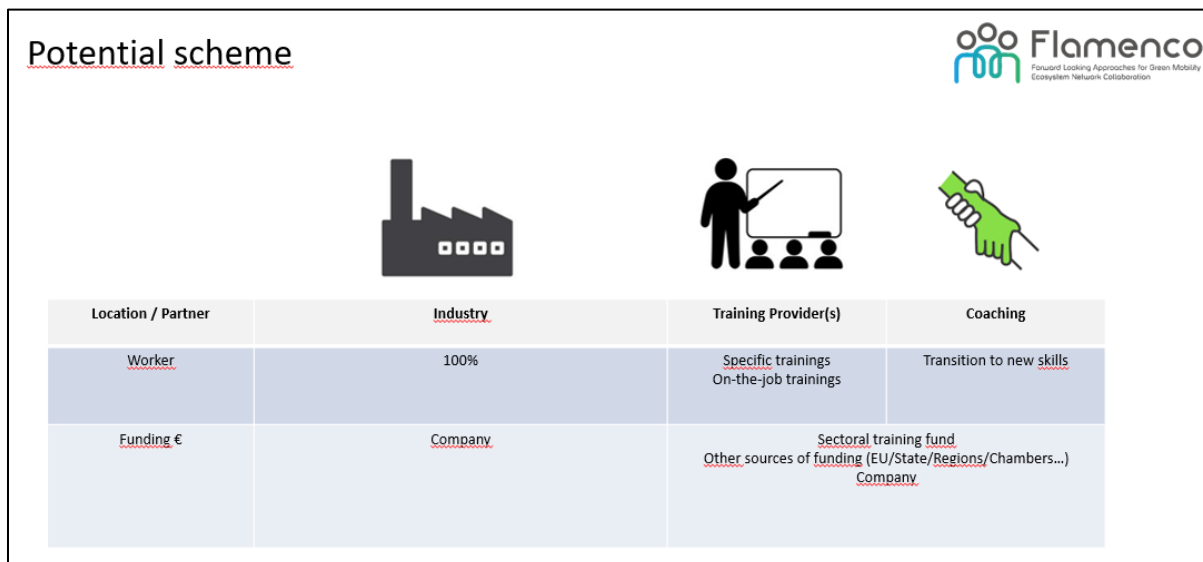 Potential scheme
Flamenco
Forward Looking Approaches for Green Mobility
Ecosystem Network Collaboration
Location / Partner
Industry
Training Provider(s)
Coaching
Worker
100%
Specific trainings
On-the-job trainings
Transition to new skills
Funding €
Company
Sectoral training fund
Other sources of funding (EU/State/Regions/Chambers…)
Company